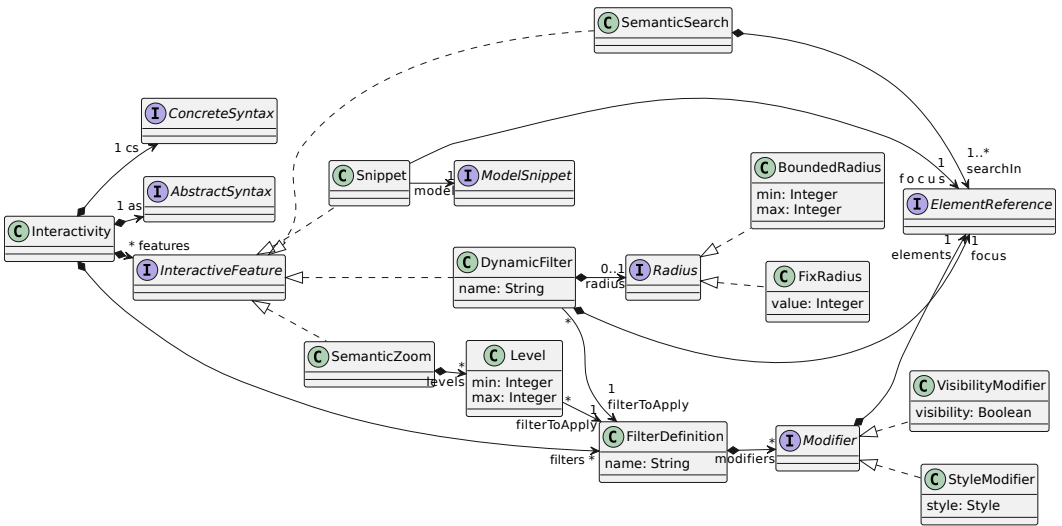 C SemanticSearch
I ConcreteSyntax
1 cs
1..*
searchIn
1
focus
C Snippet
1
model
I ModelSnippet
C BoundedRadius
min: Integer
max: Integer
I AbstractSyntax
1 as
I ElementReference
C Interactivity
* features
I InteractiveFeature
1
elements
1
focus
C DynamicFilter
name: String
0..1
radius
I Radius
C FixRadius
value: Integer
*
C SemanticZoom
*
levels
C Level
min: Integer
max: Integer
1
filterToApply
*
1
filterToApply
C VisibilityModifier
visibility: Boolean
C FilterDefinition
name: String
filters *
*
modifiers
I Modifier
C StyleModifier
style: Style